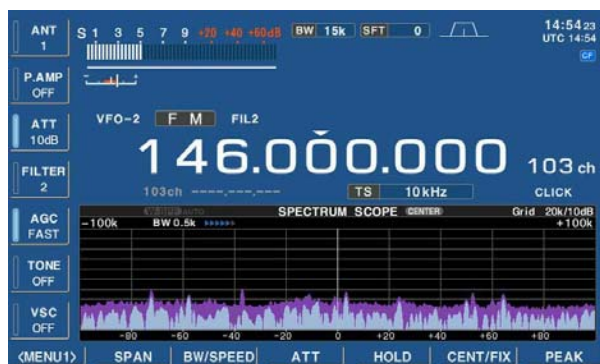 ANT
1
S 1 3 5 7 9 +20 +40 +60dB
BW 15k SFT 0
14:54 23
UTC 14:54
CF
P.AMP
OFF
ATT
10dB
VFO-2 FM FIL2
146.000.000
103 ch
FILTER
2
103ch ----.---.---
TS 10kHz
CLICK
AGC
FAST
AUTO SPECTRUM SCOPE CENTER Grid 20k/10dB
-100k BW 0.5k +100k
TONE
OFF
VSC
OFF
-80 -60 -40 -20 0 +20 +40 +60 +80
<MENU1> SPAN BW/SPEED ATT HOLD CENT/FIX PEAK